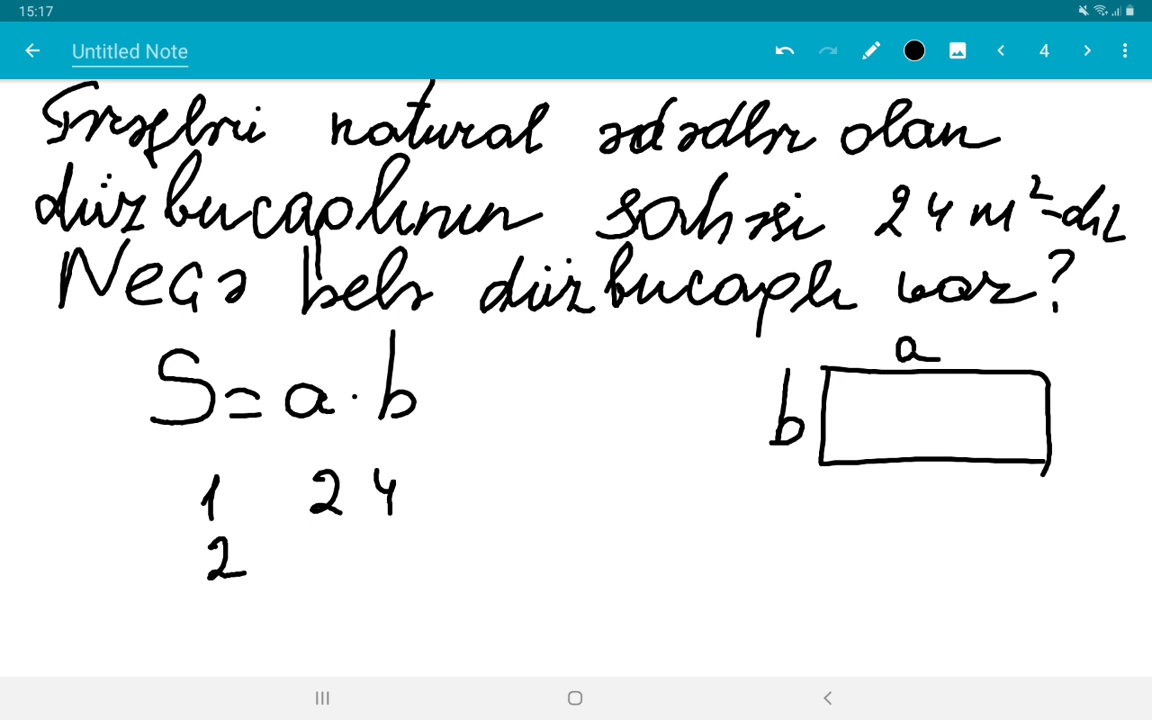 15:17
Untitled Note
4
Tərəfləri natural ədədlər olan
düzbucaqlının sahəsi 24 m²-dır
Neçə belə düzbucaqlı var?
a
S = a · b
b
1 24
2